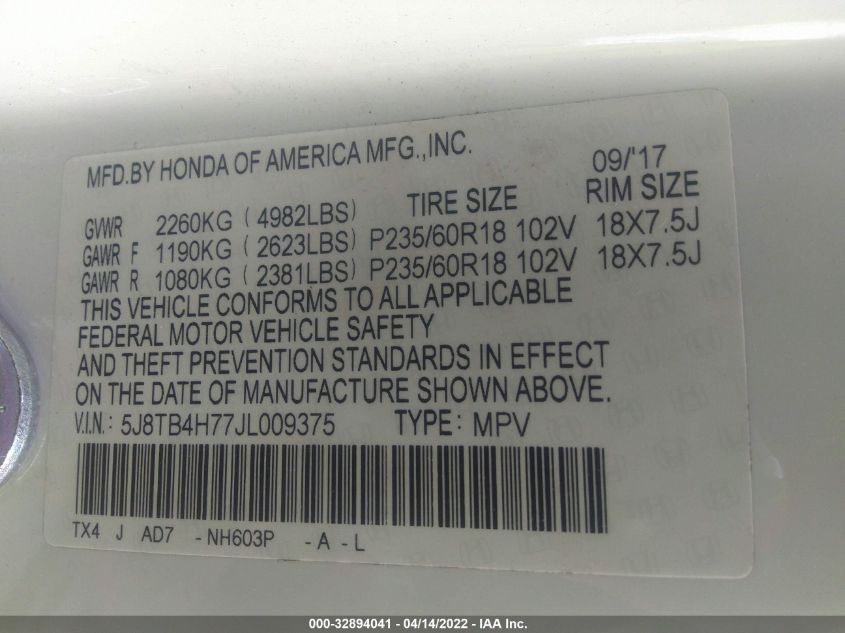 MFD.BY HONDA OF AMERICA MFG.,INC. 09/'17
TIRE SIZE RIM SIZE
GVWR 2260KG ( 4982LBS)
GAWR F 1190KG ( 2623LBS) P235/60R18 102V 18X7.5J
GAWR R 1080KG ( 2381LBS) P235/60R18 102V 18X7.5J
THIS VEHICLE CONFORMS TO ALL APPLICABLE
FEDERAL MOTOR VEHICLE SAFETY
AND THEFT PREVENTION STANDARDS IN EFFECT
ON THE DATE OF MANUFACTURE SHOWN ABOVE.
V.I.N.: 5J8TB4H77JL009375 TYPE: MPV
TX4 J AD7 -NH603P -A -L
000-32894041 - 04/14/2022 - IAA Inc.